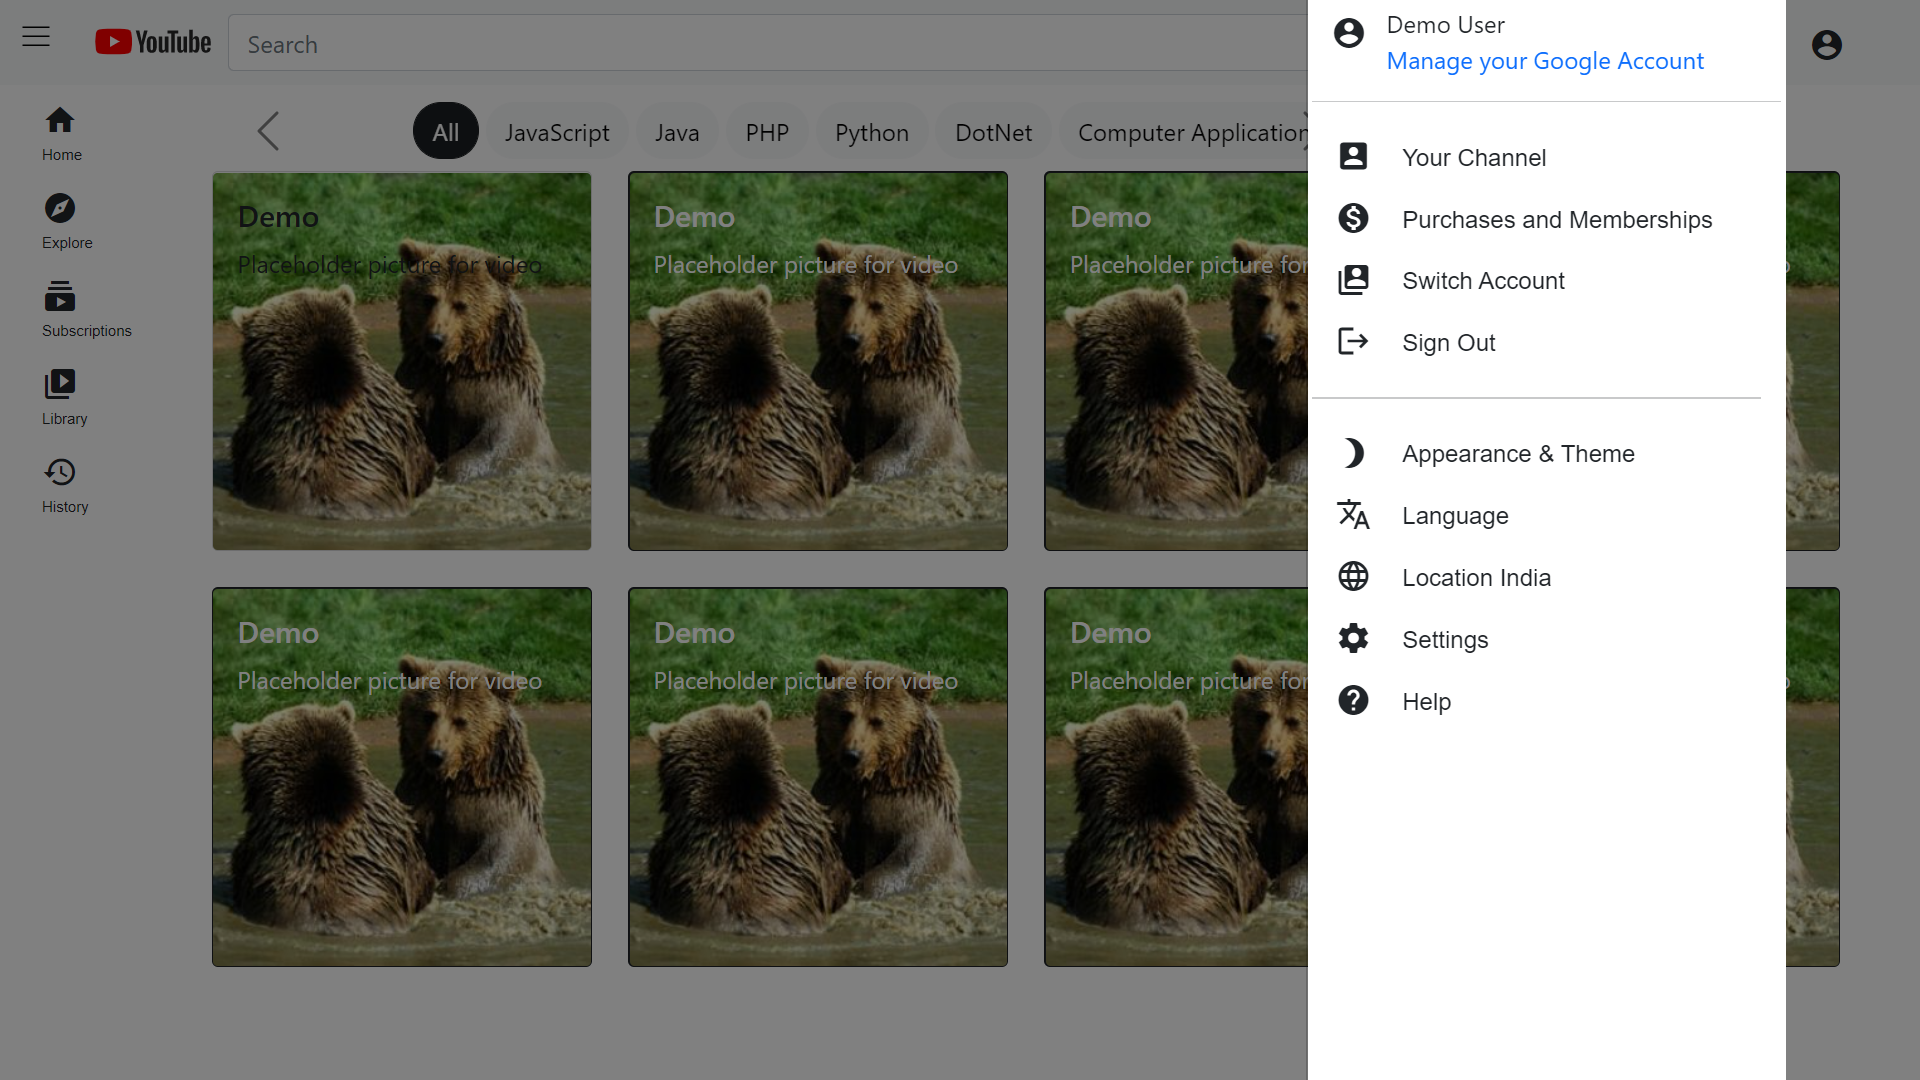 YouTube
Search
Demo User
Manage your Google Account
Home
Explore
Subscriptions
Library
History
All
JavaScript
Java
PHP
Python
DotNet
Computer Application
Demo
Placeholder picture for video
Demo
Placeholder picture for video
Demo
Placeholder picture for
Demo
Placeholder picture for video
Demo
Placeholder picture for video
Demo
Placeholder picture for
Your Channel
Purchases and Memberships
Switch Account
Sign Out
Appearance & Theme
Language
Location India
Settings
Help